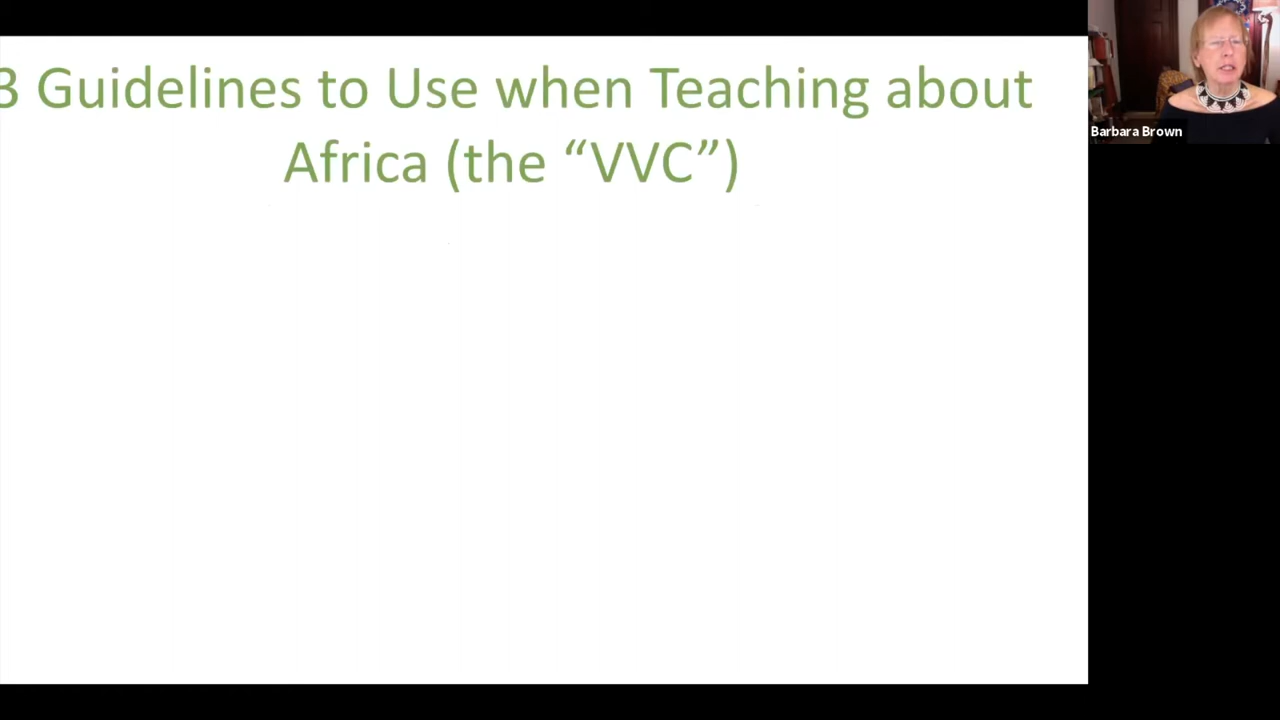 3 Guidelines to Use when Teaching about
Africa (the “VVC”)
Barbara Brown